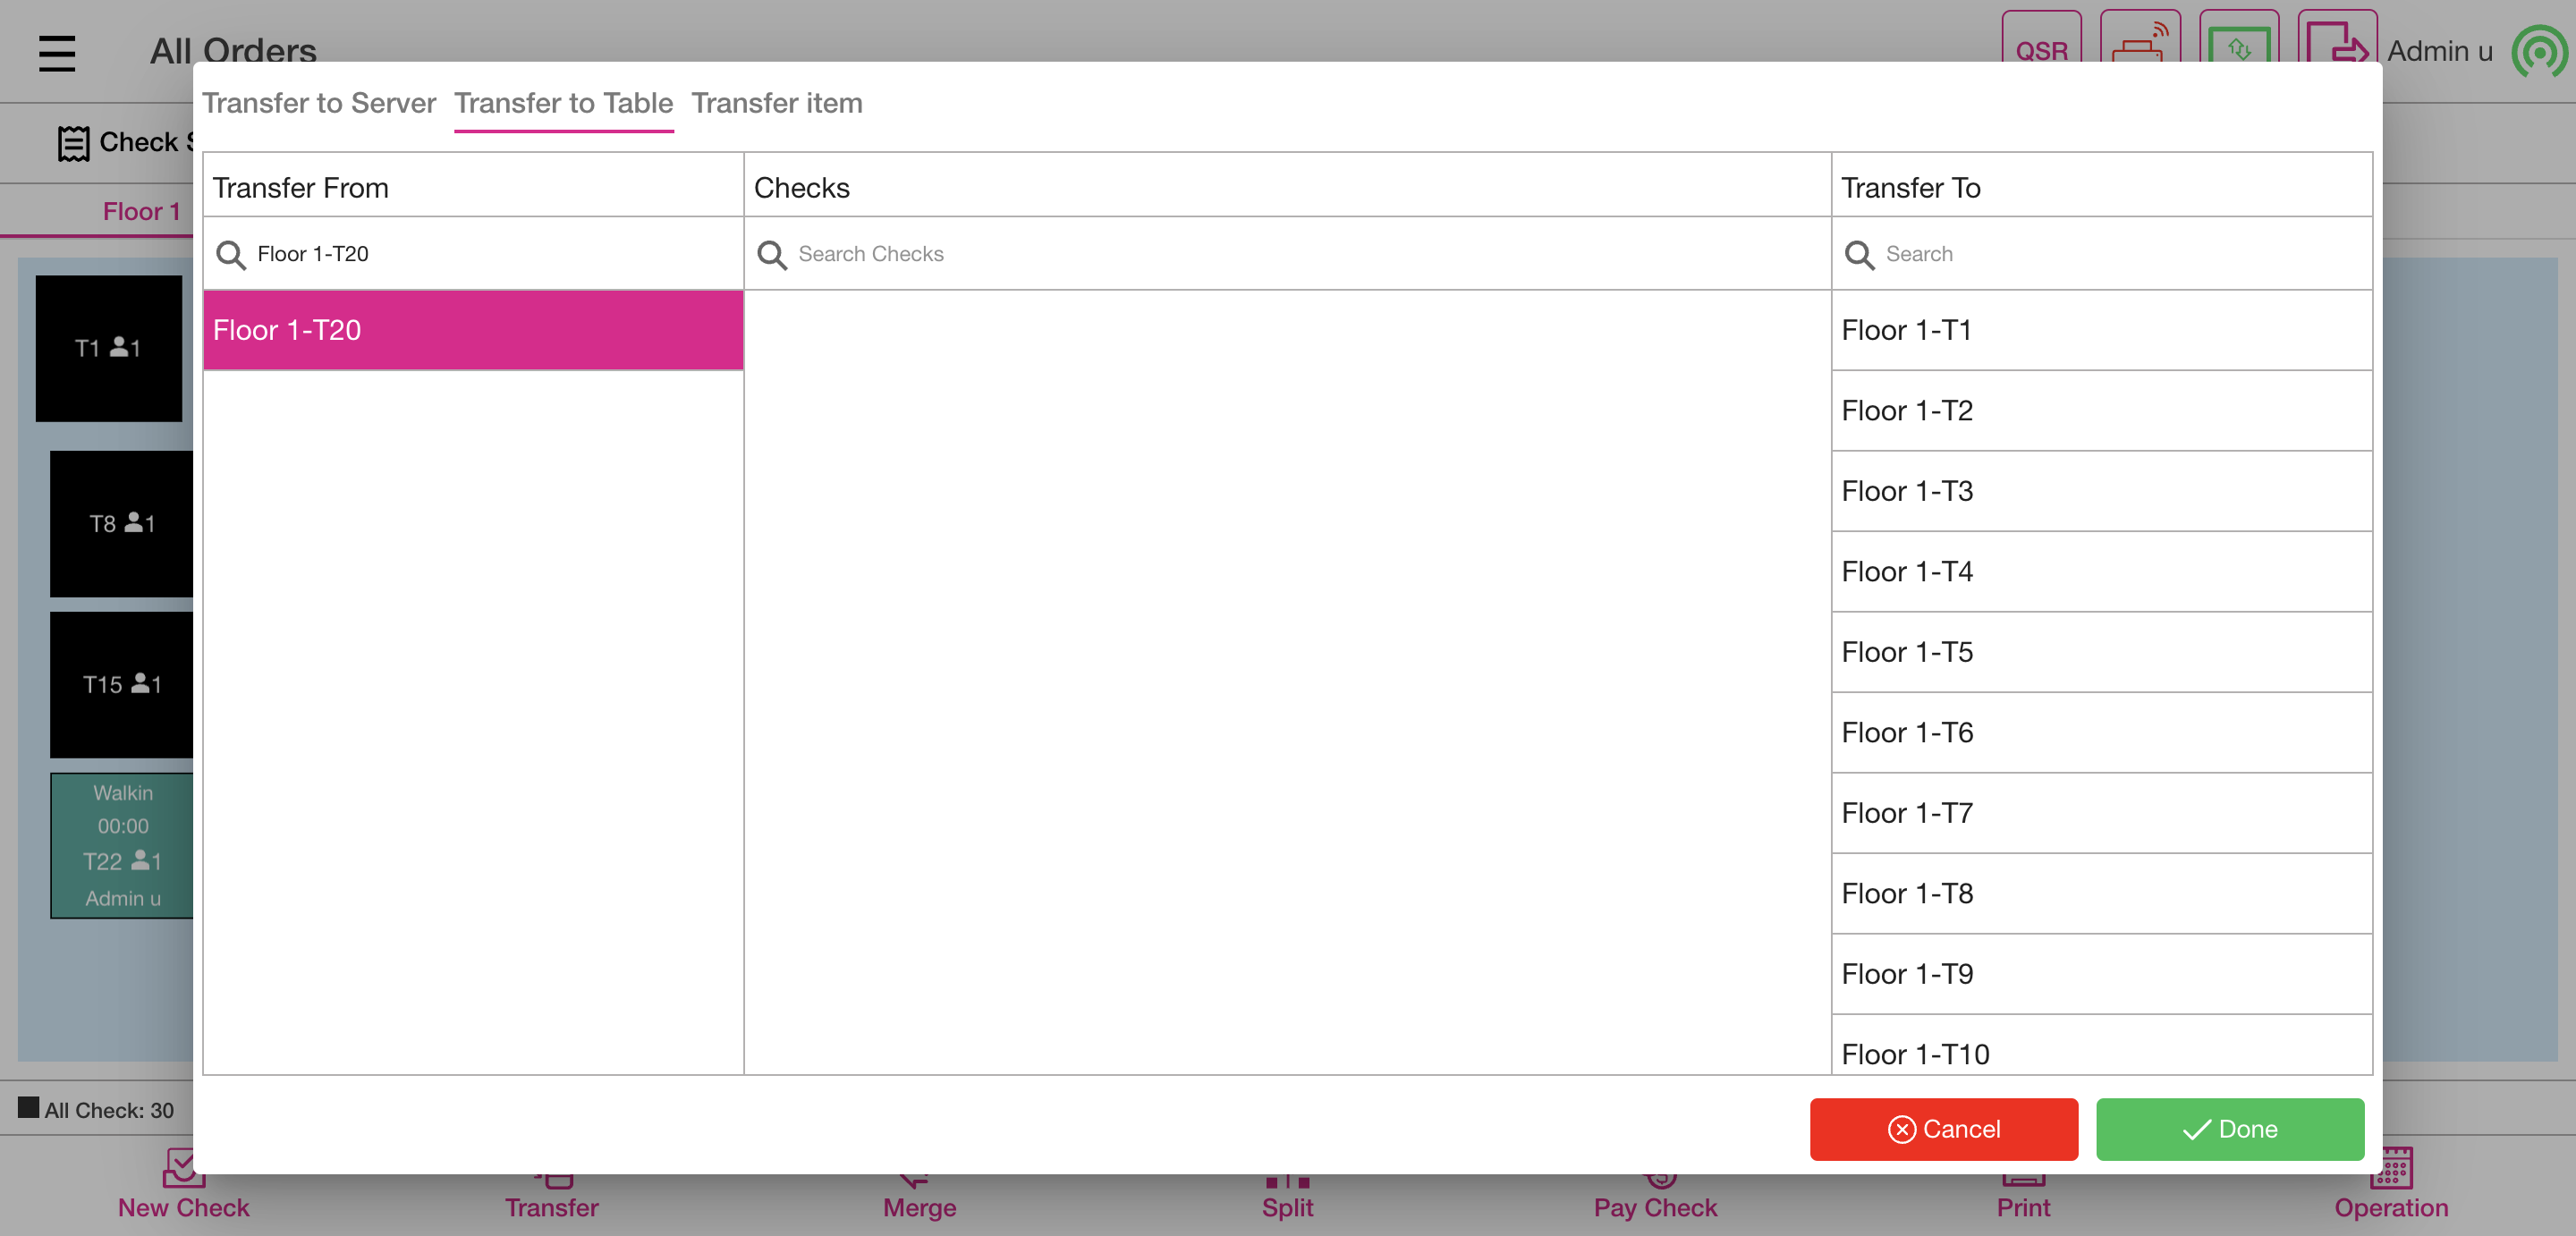 All Orders
QSR
Admin u
Check
Floor 1
T1 1
T8 1
T15 1
Walkin
00:00
T22 1
Admin u
All Check: 30
Transfer to Server
Transfer to Table
Transfer item
Transfer From
Checks
Transfer To
Floor 1-T20
Search Checks
Search
Floor 1-T20
Floor 1-T1
Floor 1-T2
Floor 1-T3
Floor 1-T4
Floor 1-T5
Floor 1-T6
Floor 1-T7
Floor 1-T8
Floor 1-T9
Floor 1-T10
Cancel
Done
New Check
Transfer
Merge
Split
Pay Check
Print
Operation